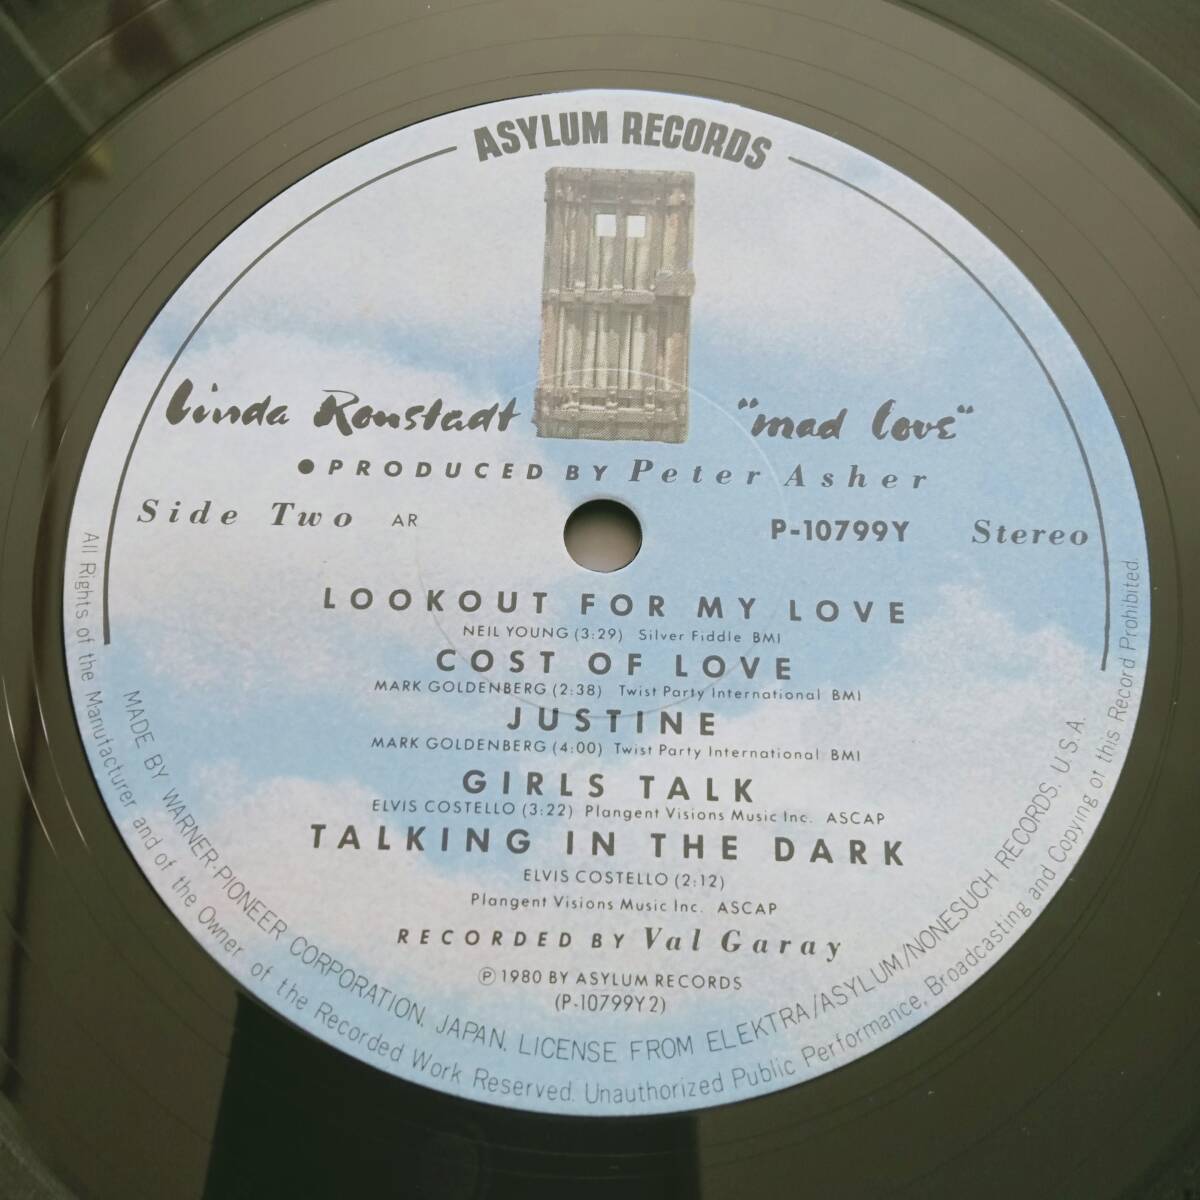 ASYLUM RECORDS
Linda Ronstadt "mad love"
●PRODUCED BY Peter Asher
Side Two AR P-10799Y Stereo
LOOKOUT FOR MY LOVE
NEIL YOUNG (3:29) Silver Fiddle BMI
COST OF LOVE
MARK GOLDENBERG (2:38) Twist Party International BMI
JUSTINE
MARK GOLDENBERG (4:00) Twist Party International BMI
GIRLS TALK
ELVIS COSTELLO (3:22) Plangent Visions Music Inc. ASCAP
TALKING IN THE DARK
ELVIS COSTELLO (2:12)
Plangent Visions Music Inc. ASCAP
RECORDED BY Val Garay
℗ 1980 BY ASYLUM RECORDS
(P-10799Y2)
MADE BY WARNER-PIONEER CORPORATION, JAPAN, LICENSE FROM ELEKTRA/ASYLUM/NONESUCH RECORDS, U.S.A.
All Rights of the Manufacturer and of the Owner of the Recorded Work Reserved. Unauthorized Public Performance, Broadcasting and Copying of this Record Prohibited.